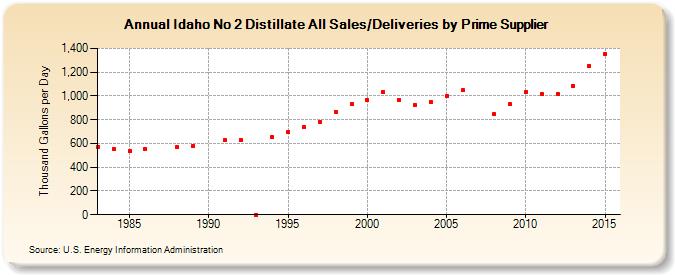 Annual Idaho No 2 Distillate All Sales/Deliveries by Prime Supplier
Thousand Gallons per Day
1,400
1,200
1,000
800
600
400
200
0
1985 1990 1995 2000 2005 2010 2015
Source: U.S. Energy Information Administration